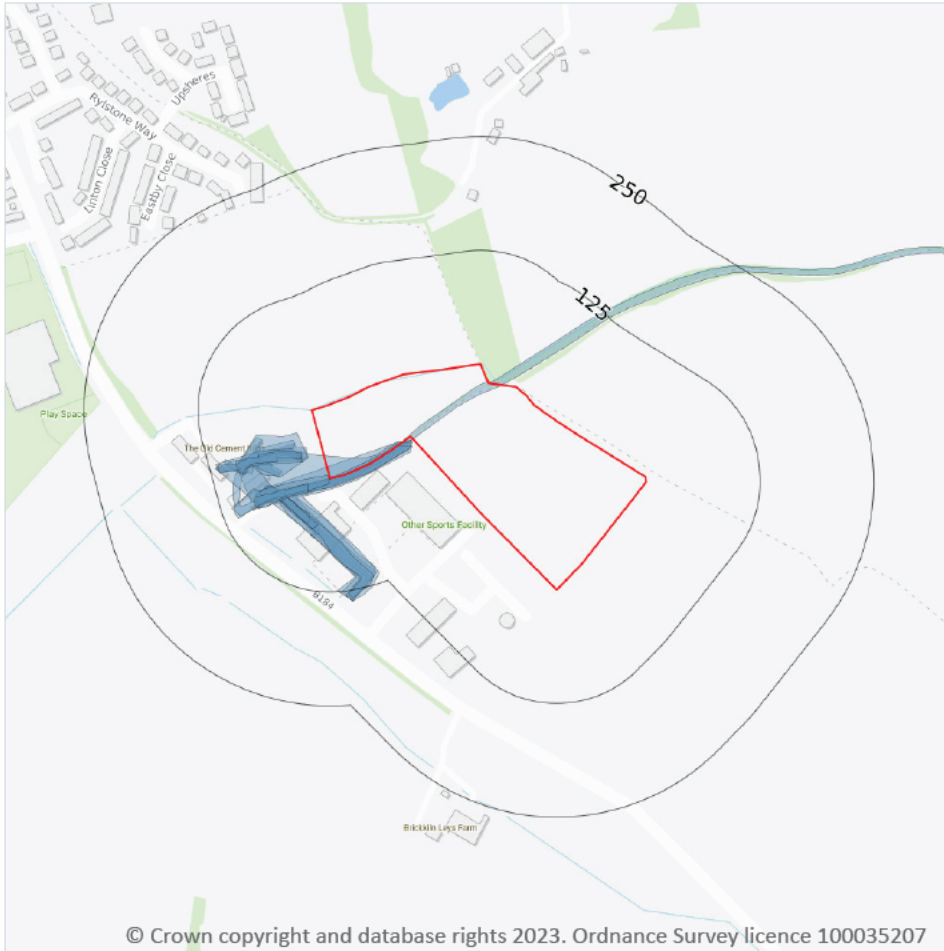 Upsheres
Rylstone Way
Linton Close
Eastby Close
250
125
Play Space
The Old Cement
Other Sports Facility
B184
Brickkiln Leys Farm
© Crown copyright and database rights 2023. Ordnance Survey licence 100035207